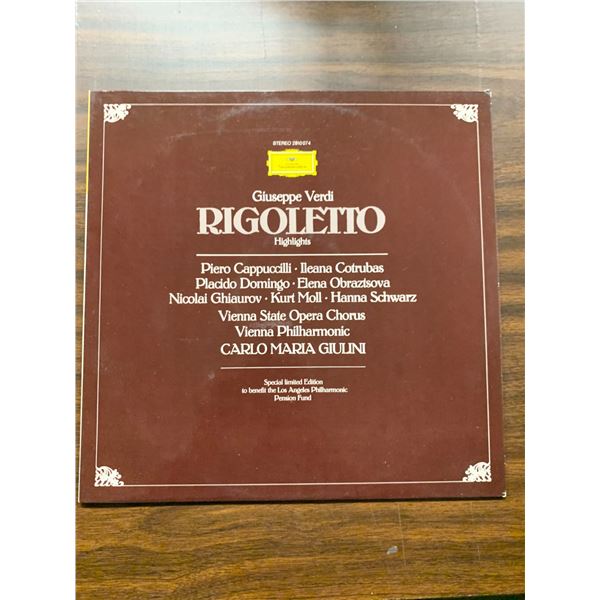 STEREO 2810 074
Giuseppe Verdi
RIGOLETTO
Highlights
Piero Cappuccilli · Ileana Cotrubas
Placido Domingo · Elena Obraztsova
Nicolai Ghiaurov · Kurt Moll · Hanna Schwarz
Vienna State Opera Chorus
Vienna Philharmonic
CARLO MARIA GIULINI
Special limited Edition
to benefit the Los Angeles Philharmonic
Pension Fund